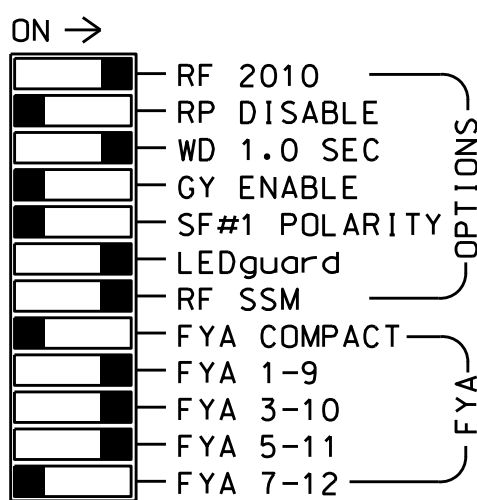 ON →
RF 2010
RP DISABLE
WD 1.0 SEC
GY ENABLE
SF#1 POLARITY
LEDguard
RF SSM
FYA COMPACT
FYA 1-9
FYA 3-10
FYA 5-11
FYA 7-12
OPTIONS
FYA